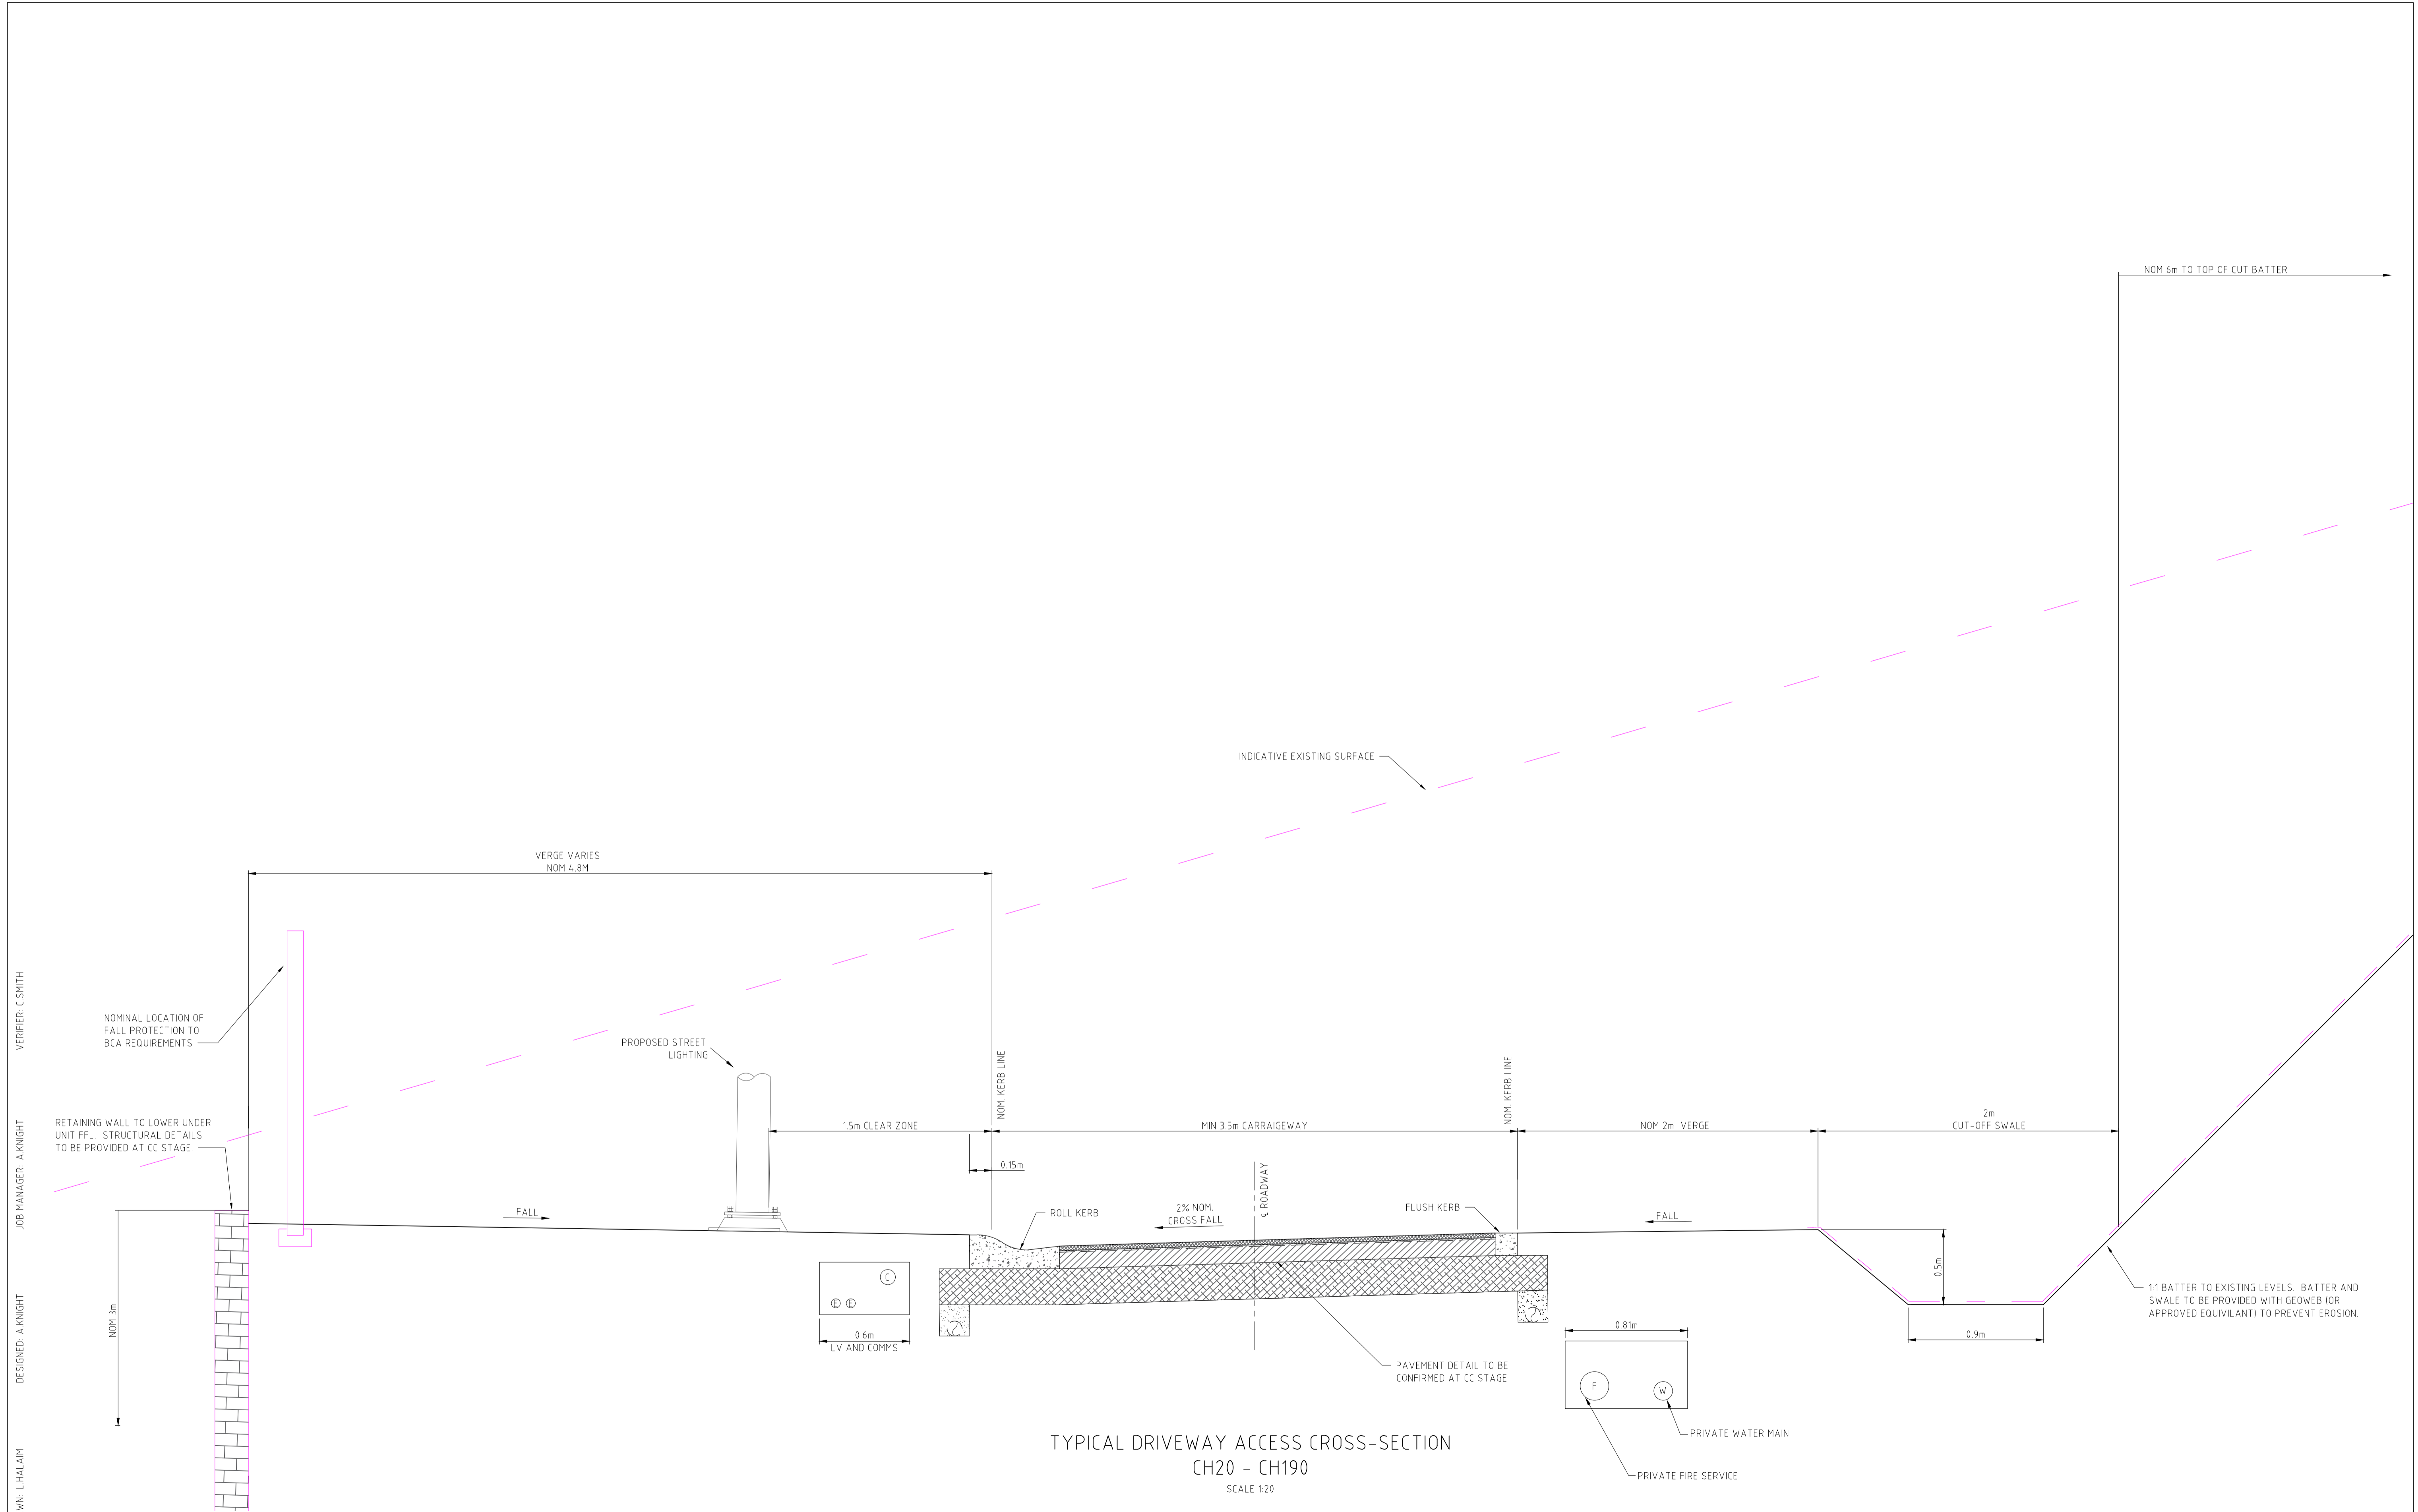 NOM 6m TO TOP OF CUT BATTER
INDICATIVE EXISTING SURFACE
VERGE VARIES
NOM 4.8M
NOMINAL LOCATION OF
FALL PROTECTION TO
BCA REQUIREMENTS
PROPOSED STREET
LIGHTING
NOM. KERB LINE
NOM. KERB LINE
RETAINING WALL TO LOWER UNDER
UNIT FFL. STRUCTURAL DETAILS
TO BE PROVIDED AT CC STAGE.
1.5m CLEAR ZONE
MIN 3.5m CARRAIGEWAY
NOM 2m VERGE
2m
CUT-OFF SWALE
0.15m
℄ ROADWAY
FALL
ROLL KERB
2% NOM.
CROSS FALL
FLUSH KERB
FALL
0.5m
C
E E
0.6m
LV AND COMMS
NOM 3m
0.81m
F
W
0.9m
1:1 BATTER TO EXISTING LEVELS. BATTER AND
SWALE TO BE PROVIDED WITH GEOWEB (OR
APPROVED EQUIVILANT) TO PREVENT EROSION.
PAVEMENT DETAIL TO BE
CONFIRMED AT CC STAGE
PRIVATE WATER MAIN
PRIVATE FIRE SERVICE
TYPICAL DRIVEWAY ACCESS CROSS-SECTION
CH20 - CH190
SCALE 1:20
VERIFIER: C.SMITH
JOB MANAGER: A.KNIGHT
DESIGNED: A.KNIGHT
WN: L.HALAIM